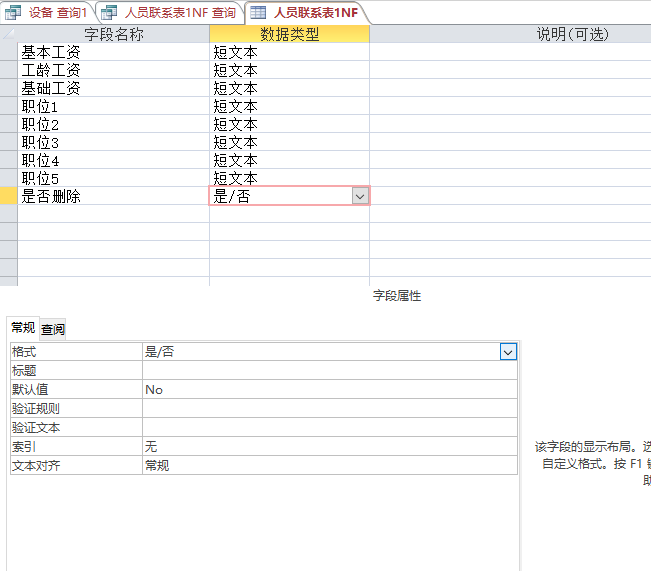 设备 查询1 人员联系表1NF 查询 人员联系表1NF
字段名称 数据类型 说明(可选)
基本工资 短文本
工龄工资 短文本
基础工资 短文本
职位1 短文本
职位2 短文本
职位3 短文本
职位4 短文本
职位5 短文本
是否删除 是/否
字段属性
常规 查阅
格式 是/否
标题
默认值 No
验证规则
验证文本
索引 无
文本对齐 常规
该字段的显示布局。选
自定义格式。按 F1 键
助